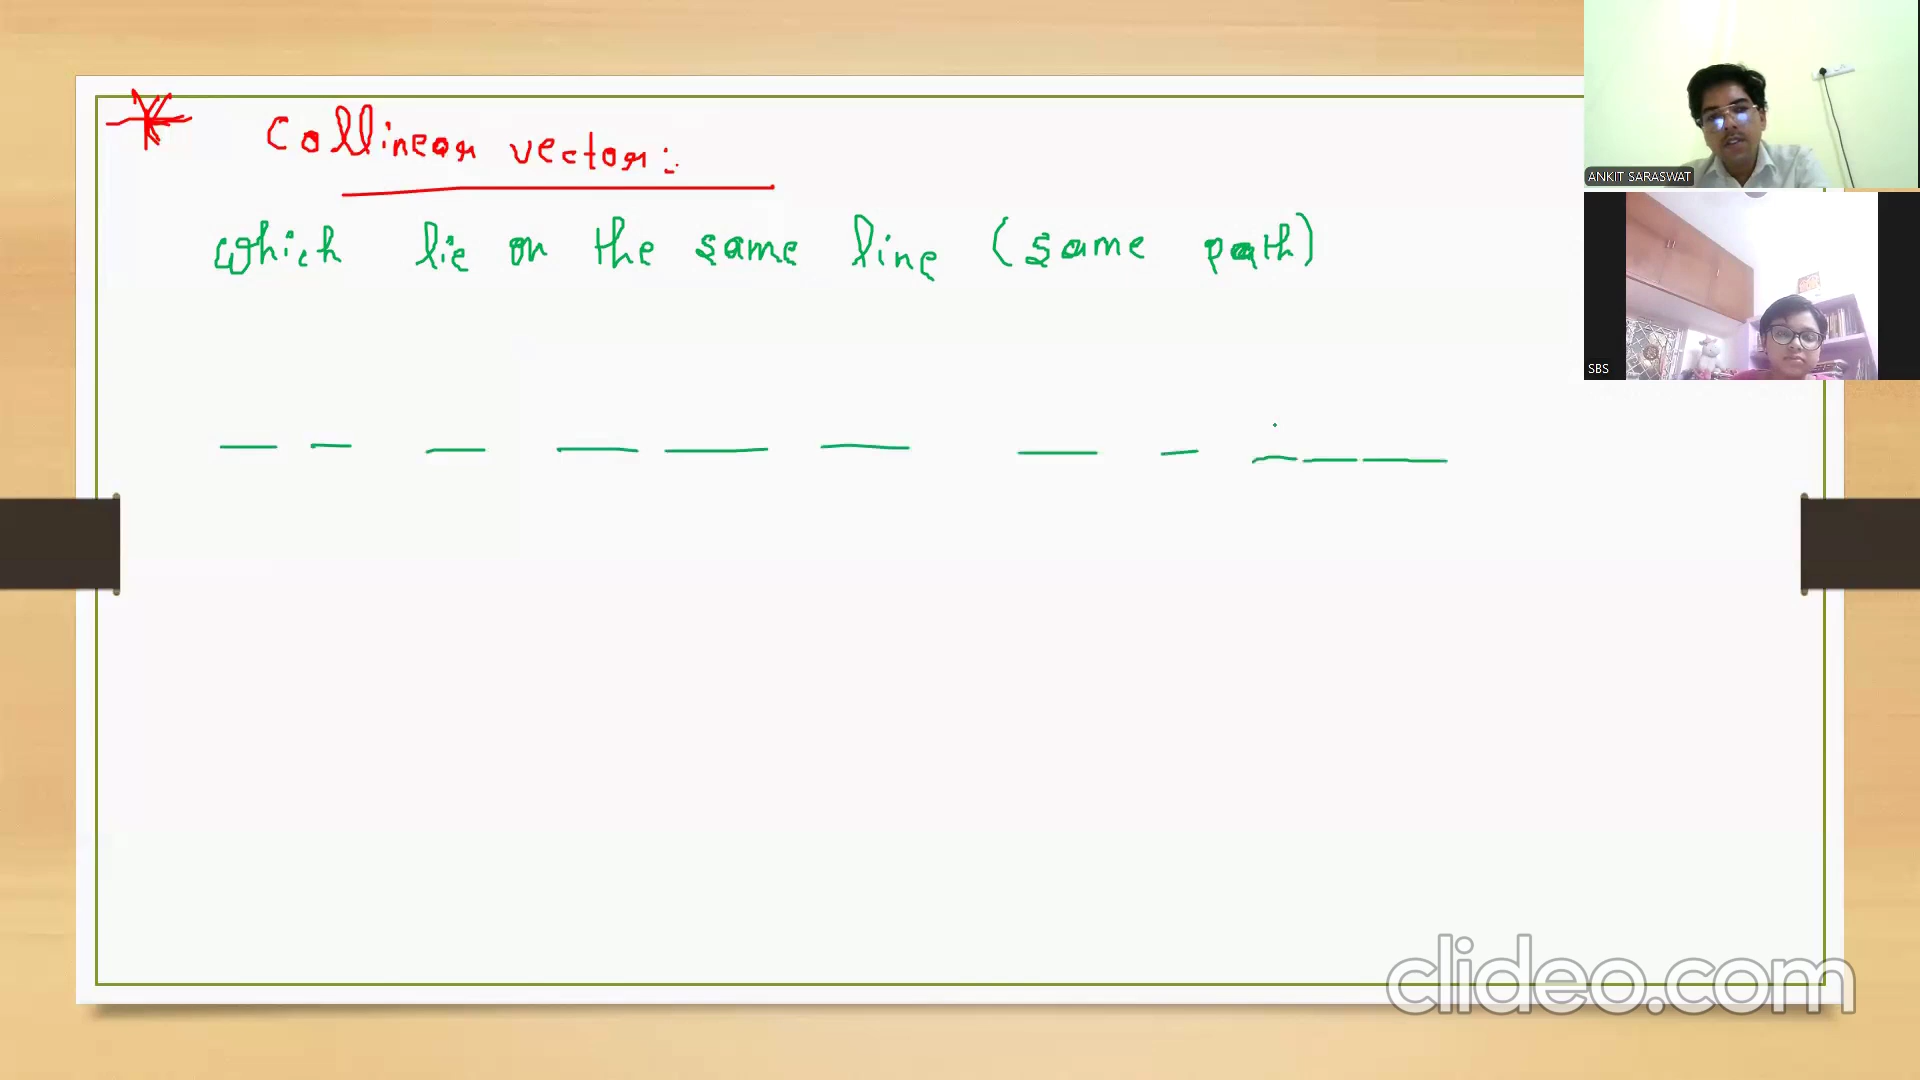 Collinear vector:
which lie on the same line (same path)
ANKIT SARASWAT
SBS
clideo.com